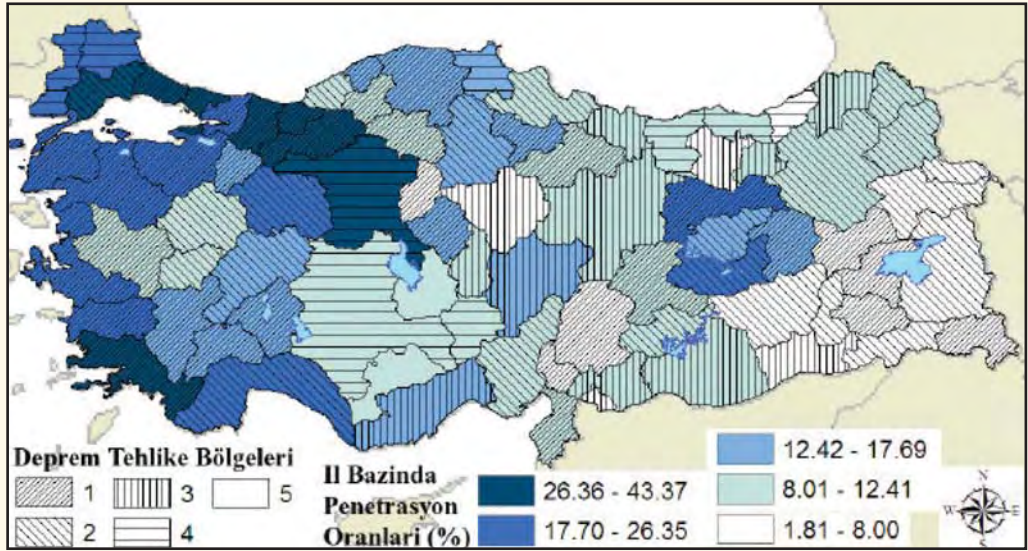 Deprem Tehlike Bölgeleri
1
3
5
2
4
Il Bazinda
Penetrasyon
Oranlari (%)
26.36 - 43.37
17.70 - 26.35
12.42 - 17.69
8.01 - 12.41
1.81 - 8.00
N
W
E
S